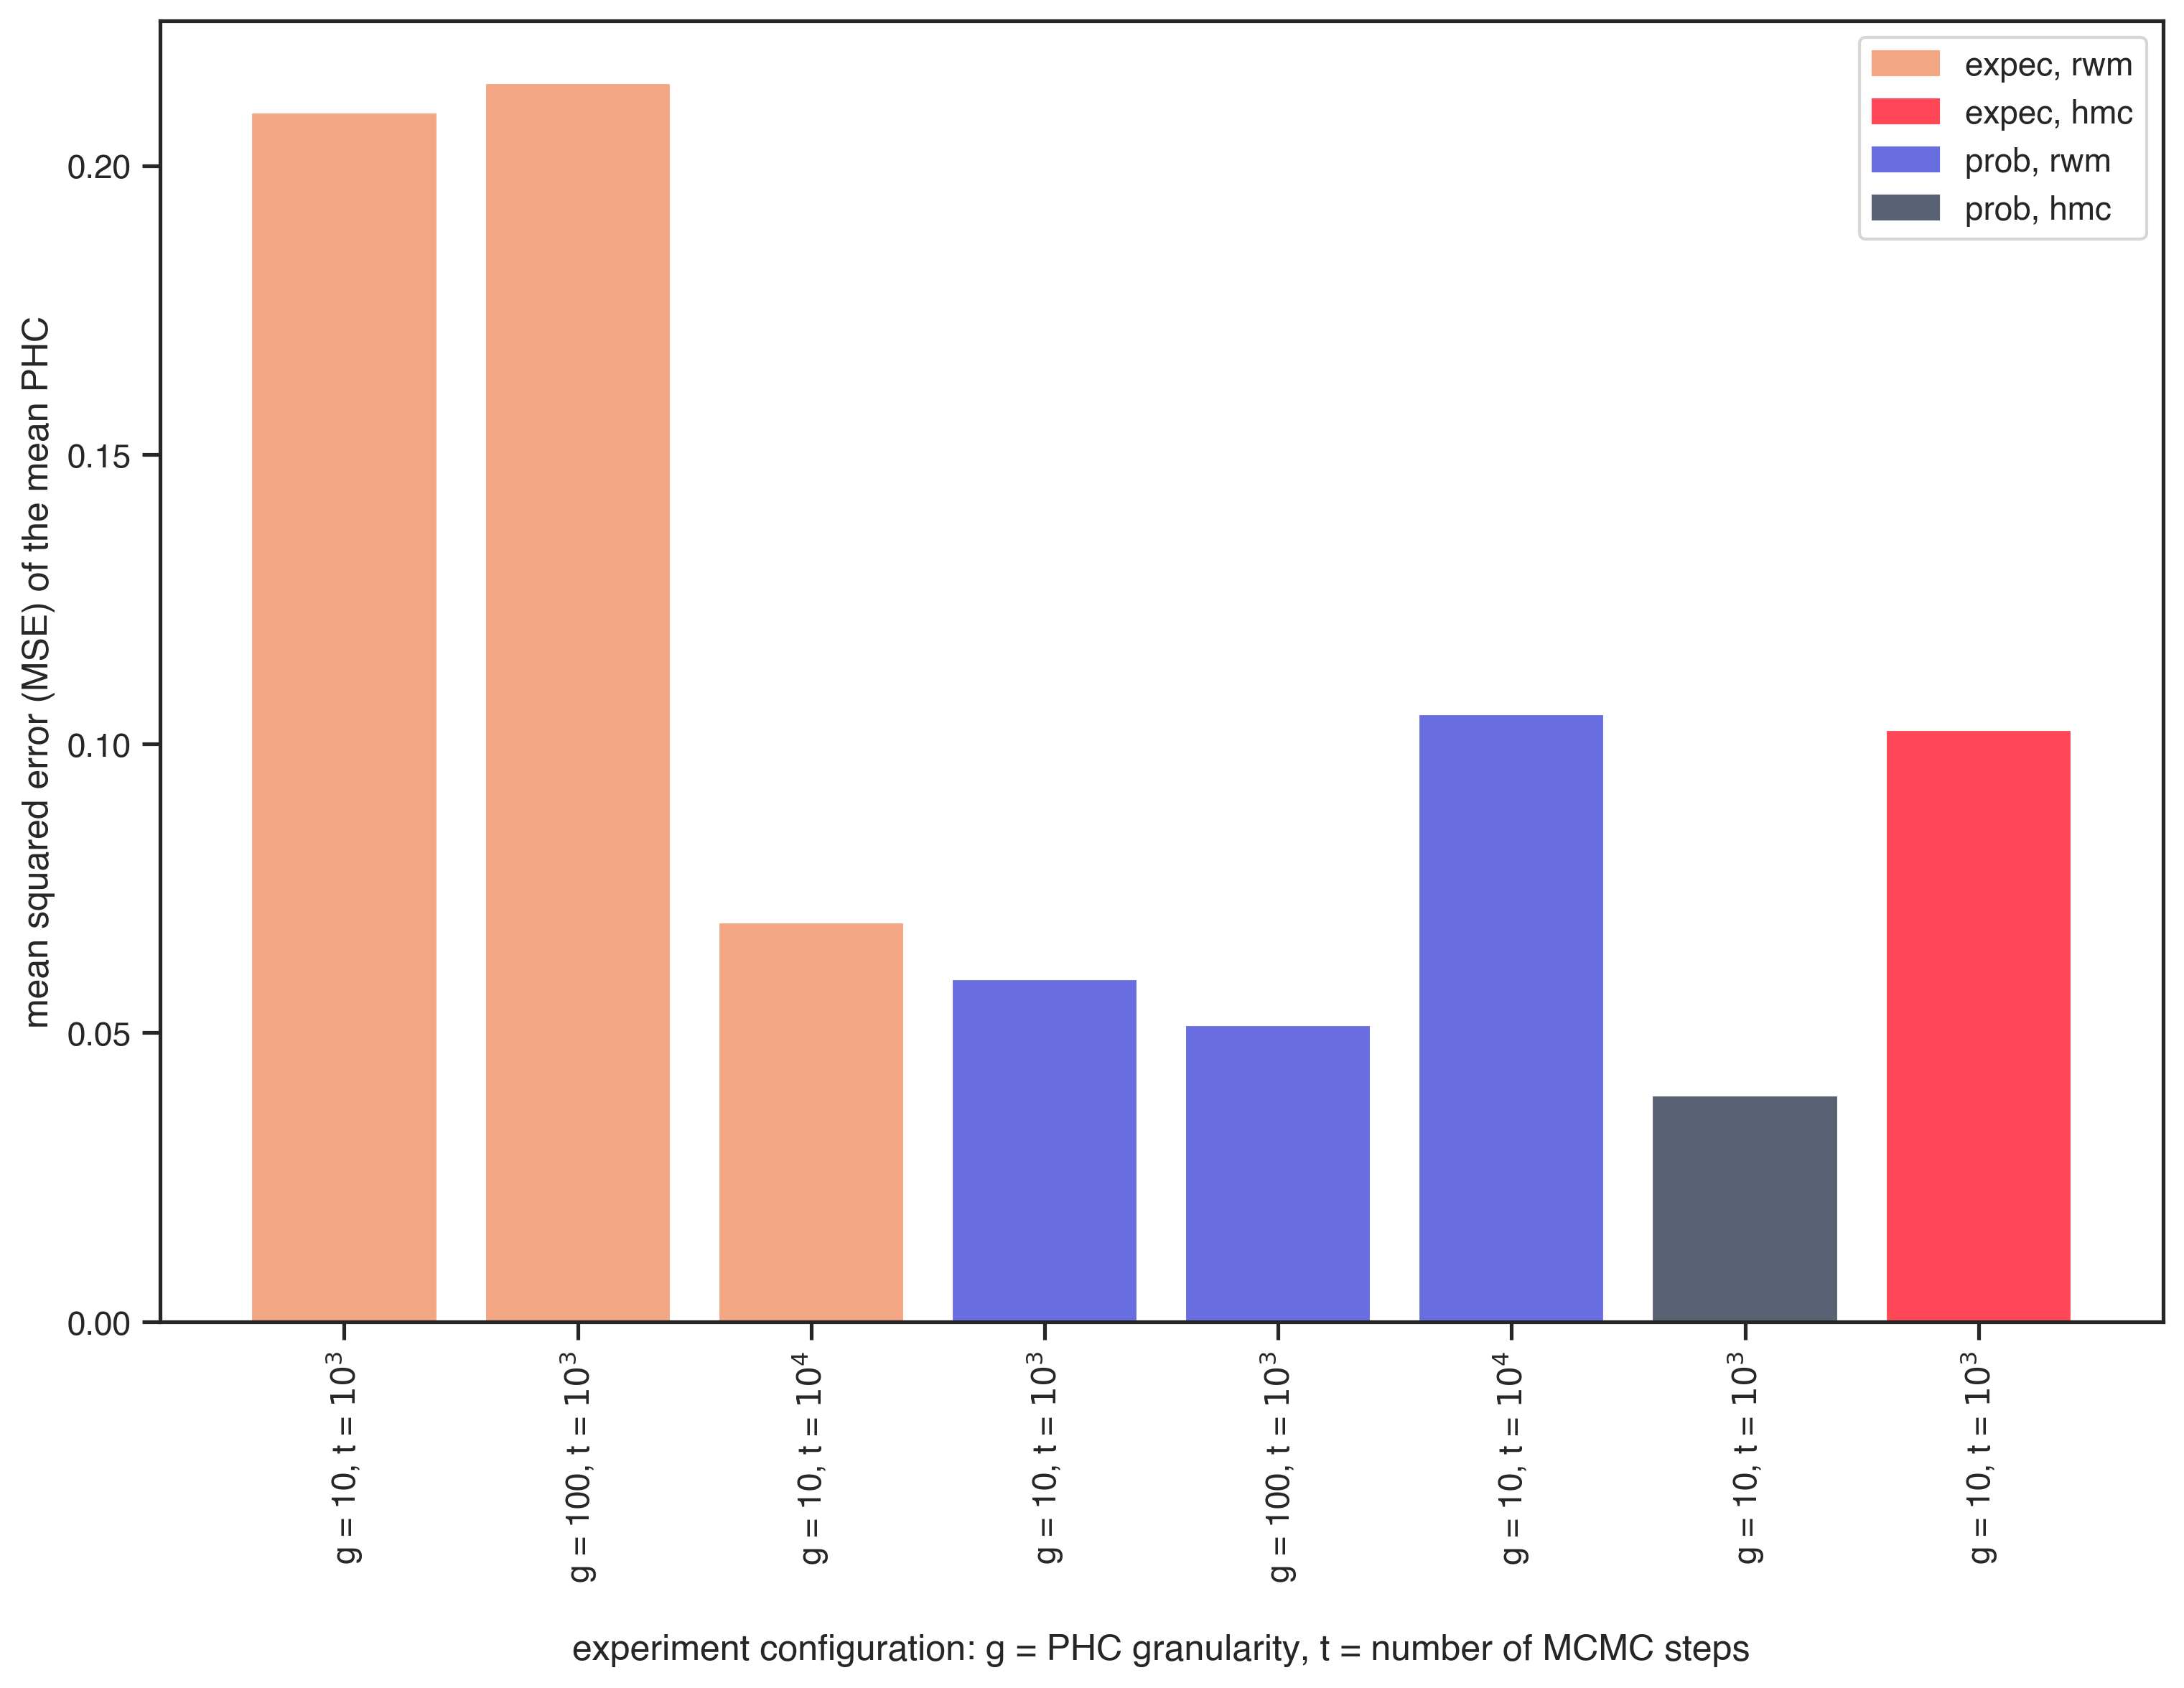 mean squared error (MSE) of the mean PHC
0.20
0.15
0.10
0.05
0.00
expec, rwm
expec, hmc
prob, rwm
prob, hmc
g = 10, t = 10³
g = 100, t = 10³
g = 10, t = 10⁴
g = 10, t = 10³
g = 100, t = 10³
g = 10, t = 10⁴
g = 10, t = 10³
g = 10, t = 10³
experiment configuration: g = PHC granularity, t = number of MCMC steps